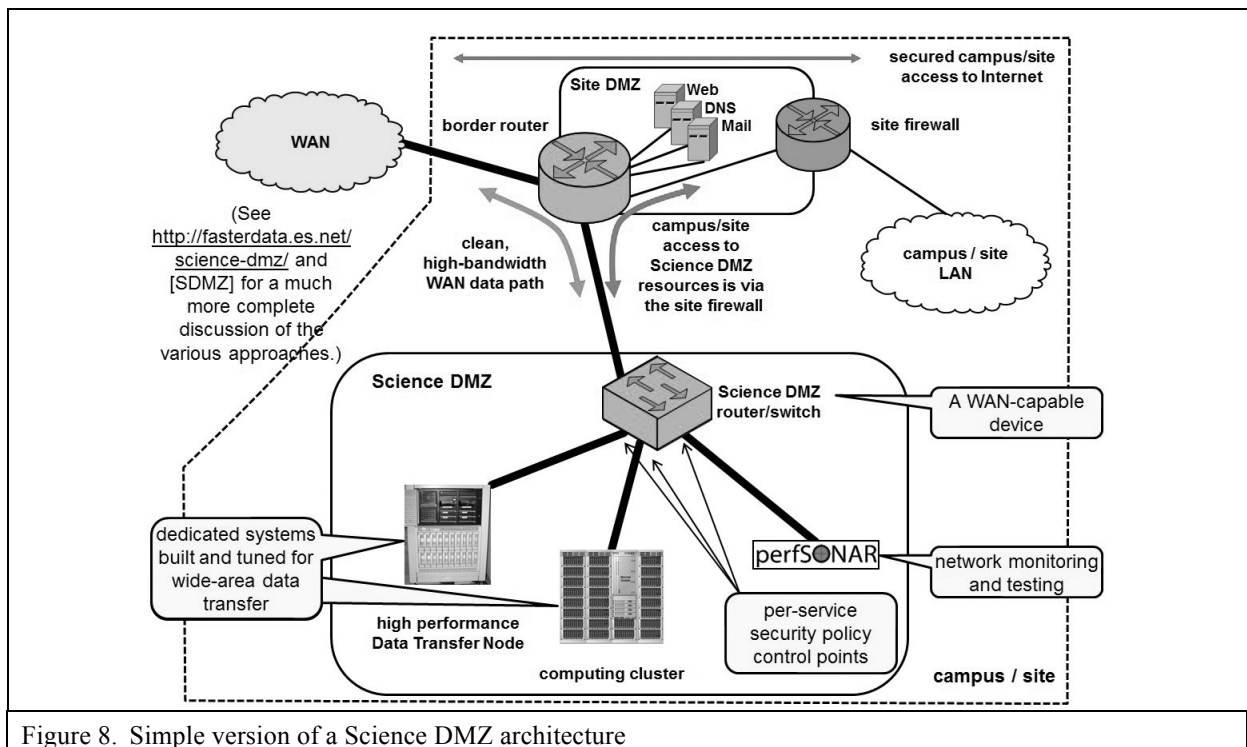 secured campus/site
access to Internet
Site DMZ
Web
DNS
Mail
border router
site firewall
WAN
(See
http://fasterdata.es.net/
science-dmz/ and
[SDMZ] for a much
more complete
discussion of the
various approaches.)
clean,
high-bandwidth
WAN data path
campus/site
access to
Science DMZ
resources is via
the site firewall
campus / site
LAN
Science DMZ
Science DMZ
router/switch
A WAN-capable
device
dedicated systems
built and tuned for
wide-area data
transfer
high performance
Data Transfer Node
computing cluster
perfSONAR
network monitoring
and testing
per-service
security policy
control points
campus / site
Figure 8. Simple version of a Science DMZ architecture